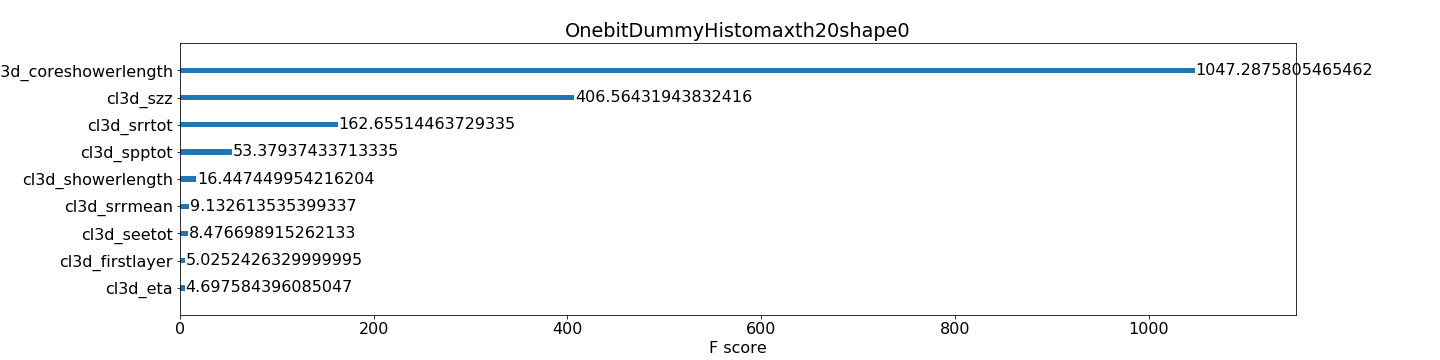 OnebitDummyHistomaxth20shape0
3d_coreshowerlength 1047.2875805465462
cl3d_szz 406.56431943832416
cl3d_srrtot 162.65514463729335
cl3d_spptot 53.37937433713335
cl3d_showerlength 16.447449954216204
cl3d_srrmean 9.132613535399337
cl3d_seetot 8.476698915262133
cl3d_firstlayer 5.0252426329999995
cl3d_eta 4.697584396085047
0 200 400 600 800 1000
F score